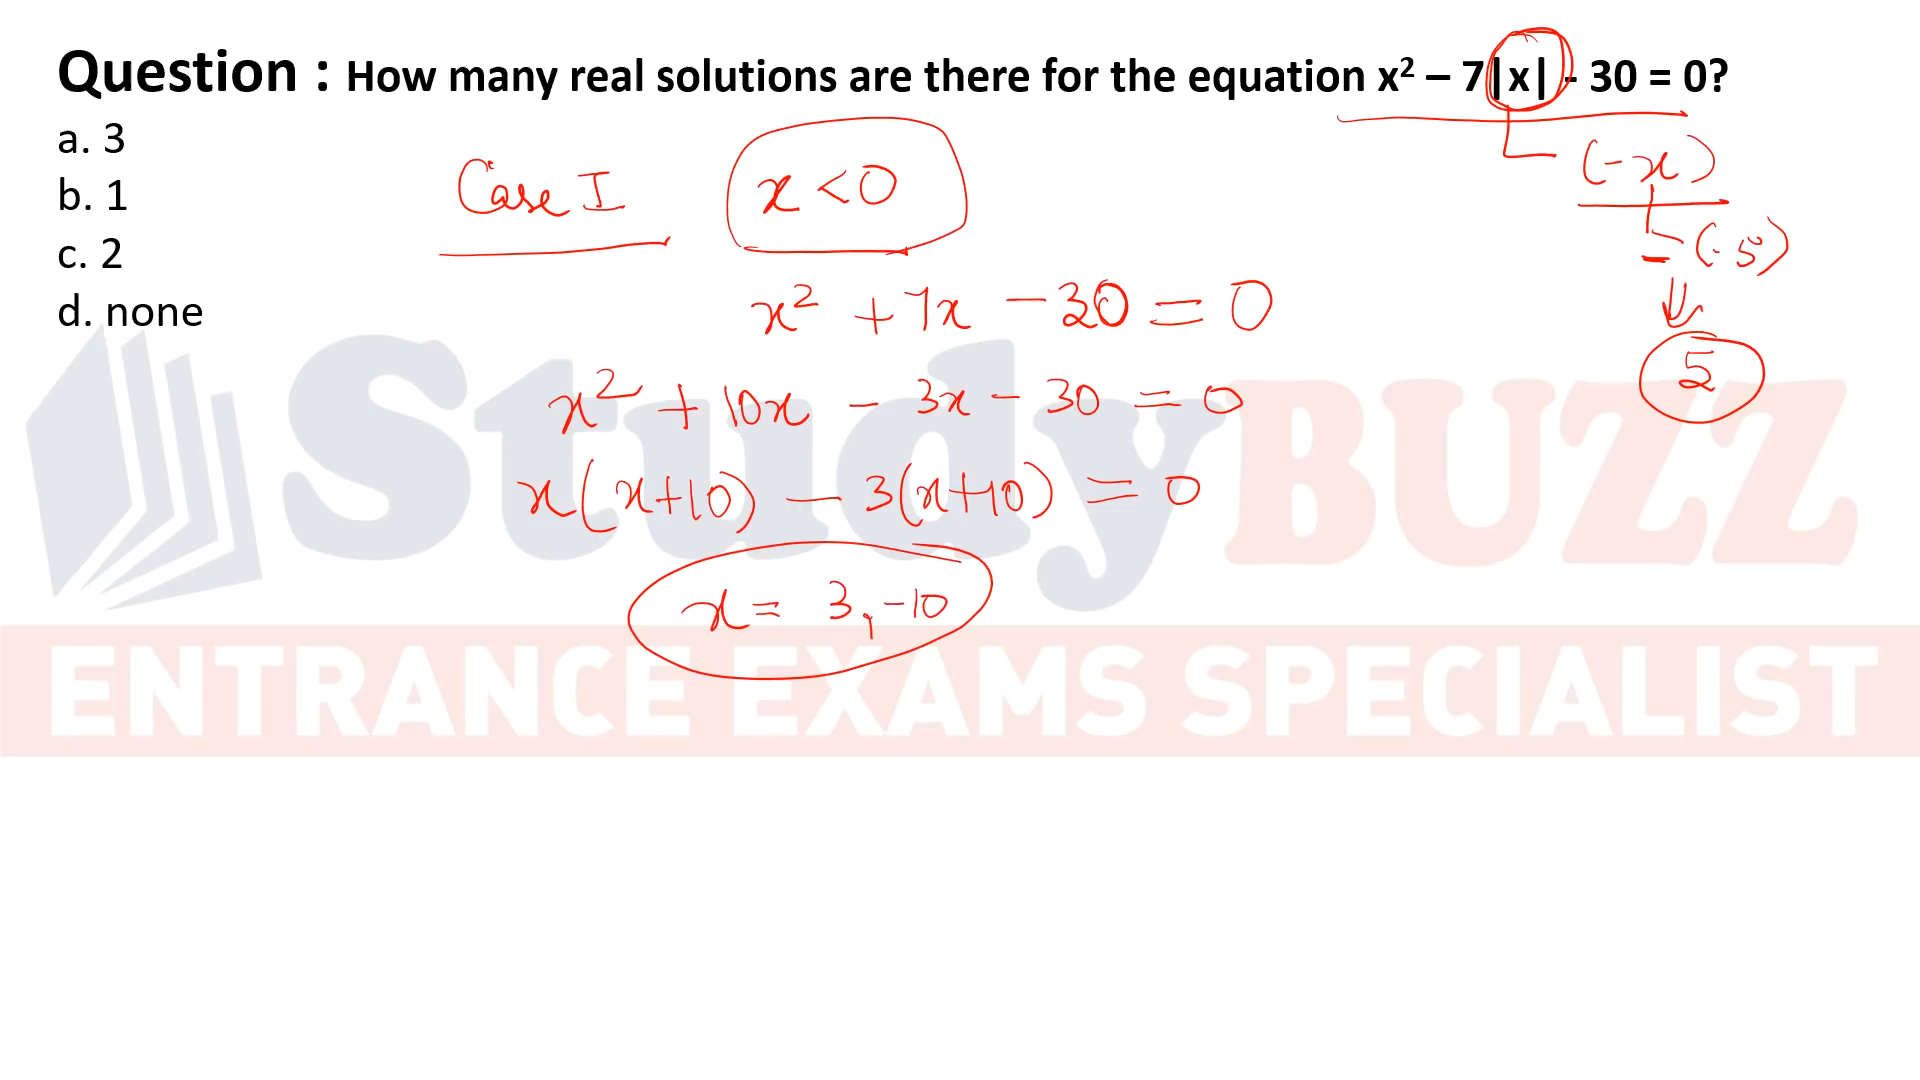 Question : How many real solutions are there for the equation x² – 7|x| - 30 = 0?
a. 3
b. 1
c. 2
d. none
Case I x < 0
(-x)
- (-5)
5
x² + 7x - 30 = 0
x² + 10x - 3x - 30 = 0
x(x+10) - 3(x+10) = 0
x = 3, -10
StudyBUZZ
ENTRANCE EXAMS SPECIALIST